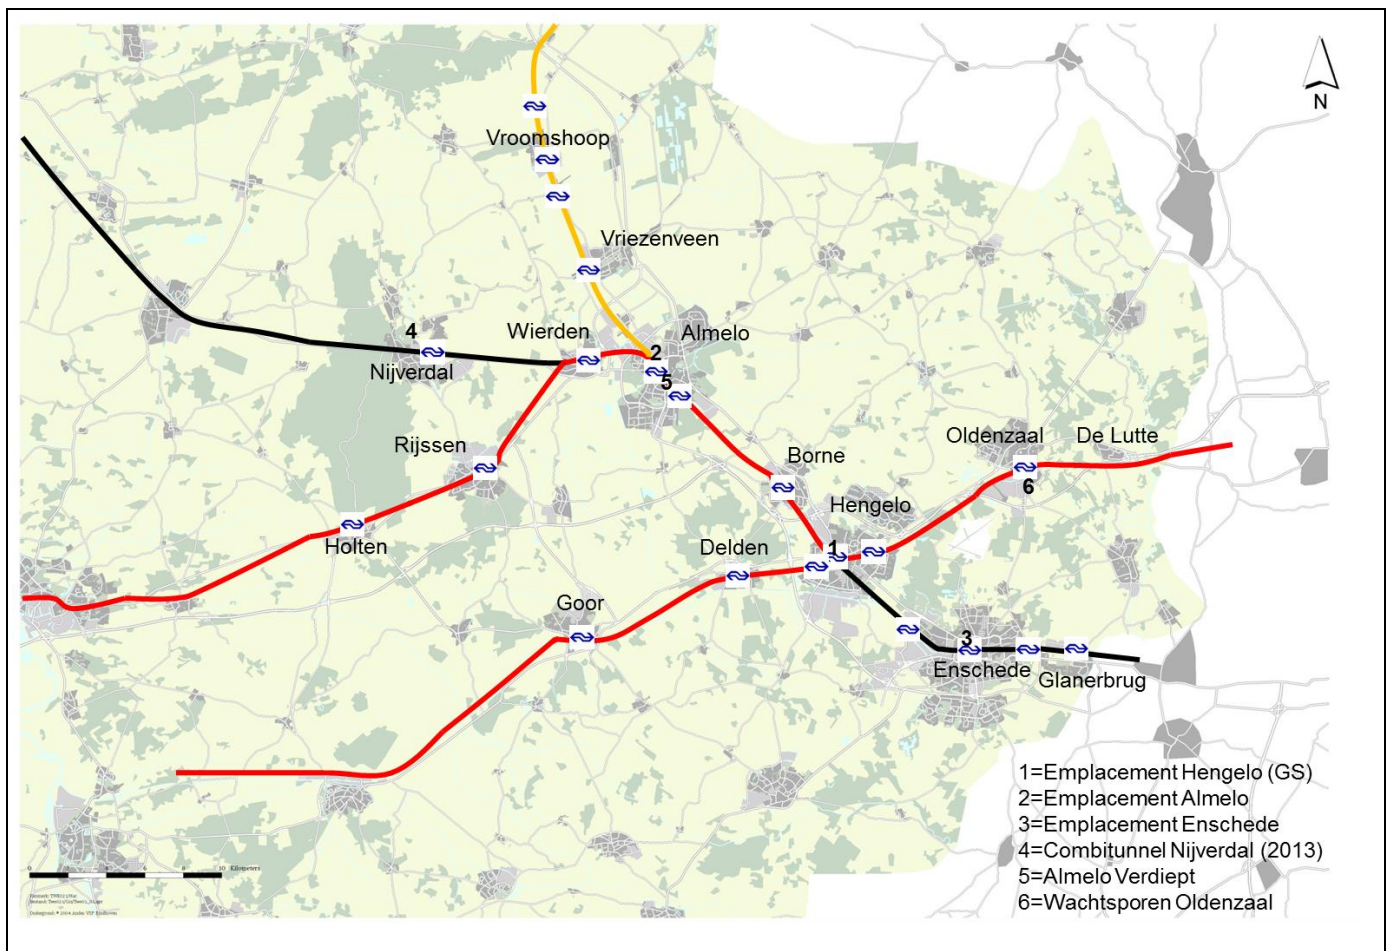 N
Vroomshoop
Vriezenveen
Wierden
Almelo
2
4
Nijverdal
5
Rijssen
Borne
Oldenzaal
De Lutte
6
Hengelo
Holten
Delden
1
Goor
3
Enschede
Glanerbrug
1=Emplacement Hengelo (GS)
2=Emplacement Almelo
3=Emplacement Enschede
4=Combitunnel Nijverdal (2013)
5=Almelo Verdiept
6=Wachtsporen Oldenzaal
10 Kilometers